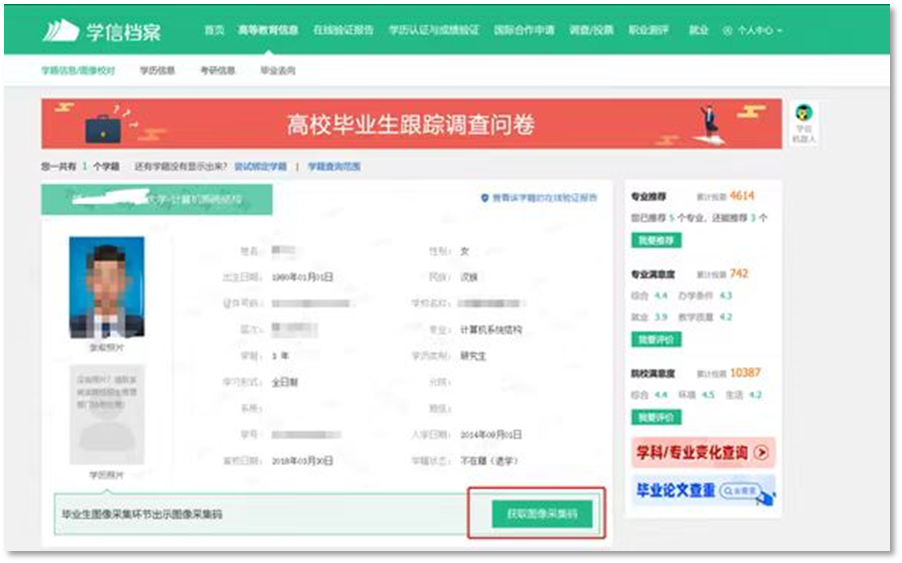 学信档案
首页 高等教育信息 在线验证报告 学历认证与成绩验证 国际合作申请 调查/投票 职业测评 就业 个人中心
学籍信息/图像校对 学历信息 考研信息 毕业去向
高校毕业生跟踪调查问卷
学信
机器人
您一共有 1 个学籍 还有学籍没有显示出来? 尝试绑定学籍 | 学籍查询范围
大学-计算机系统结构
查看该学籍的在线验证报告
录取照片
学历照片
姓名:
性别: 女
出生日期: 1990年01月01日
民族: 汉族
证件号码:
学校名称:
层次:
专业: 计算机系统结构
学制: 3 年
学历类别: 研究生
学习形式: 全日制
分院:
系所:
班级:
学号:
入学日期: 2014年09月01日
离校日期: 2018年03月30日
学籍状态: 不在籍(退学)
毕业生图像采集环节出示图像采集码
获取图像采集码
专业推荐 累计投票 4614
您已推荐 5 个专业,还能推荐 3 个
我要推荐
专业满意度 累计投票 742
综合 4.4 办学条件 4.3
就业 3.9 教学质量 4.2
我要评价
院校满意度 累计投票 10387
综合 4.4 环境 4.5 生活 4.2
我要评价
学科/专业变化查询
毕业论文查重
去查重